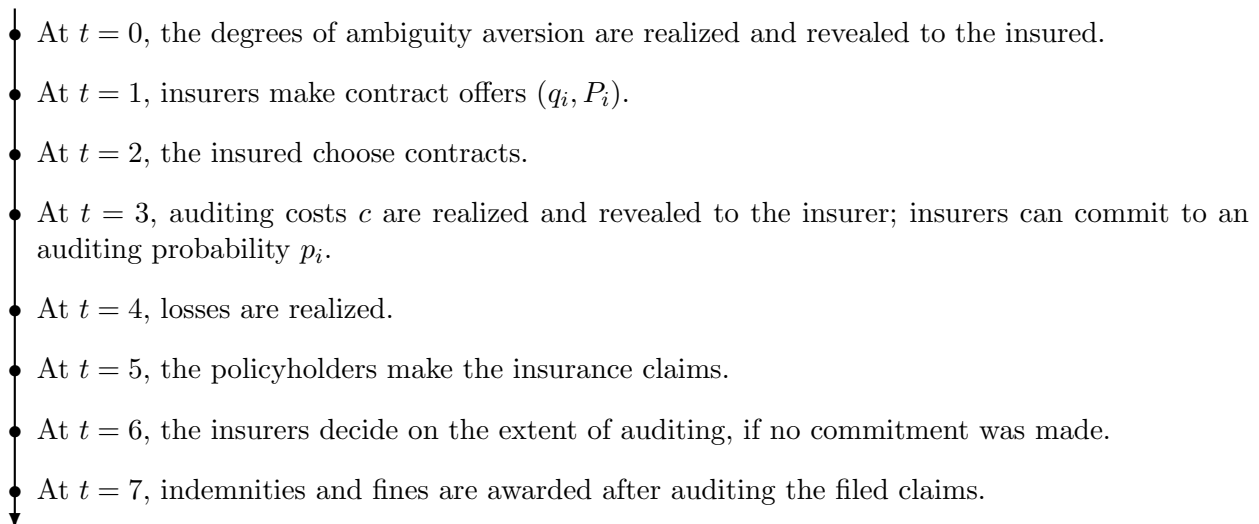 At t = 0, the degrees of ambiguity aversion are realized and revealed to the insured.
At t = 1, insurers make contract offers (qᵢ, Pᵢ).
At t = 2, the insured choose contracts.
At t = 3, auditing costs c are realized and revealed to the insurer; insurers can commit to an
auditing probability pᵢ.
At t = 4, losses are realized.
At t = 5, the policyholders make the insurance claims.
At t = 6, the insurers decide on the extent of auditing, if no commitment was made.
At t = 7, indemnities and fines are awarded after auditing the filed claims.